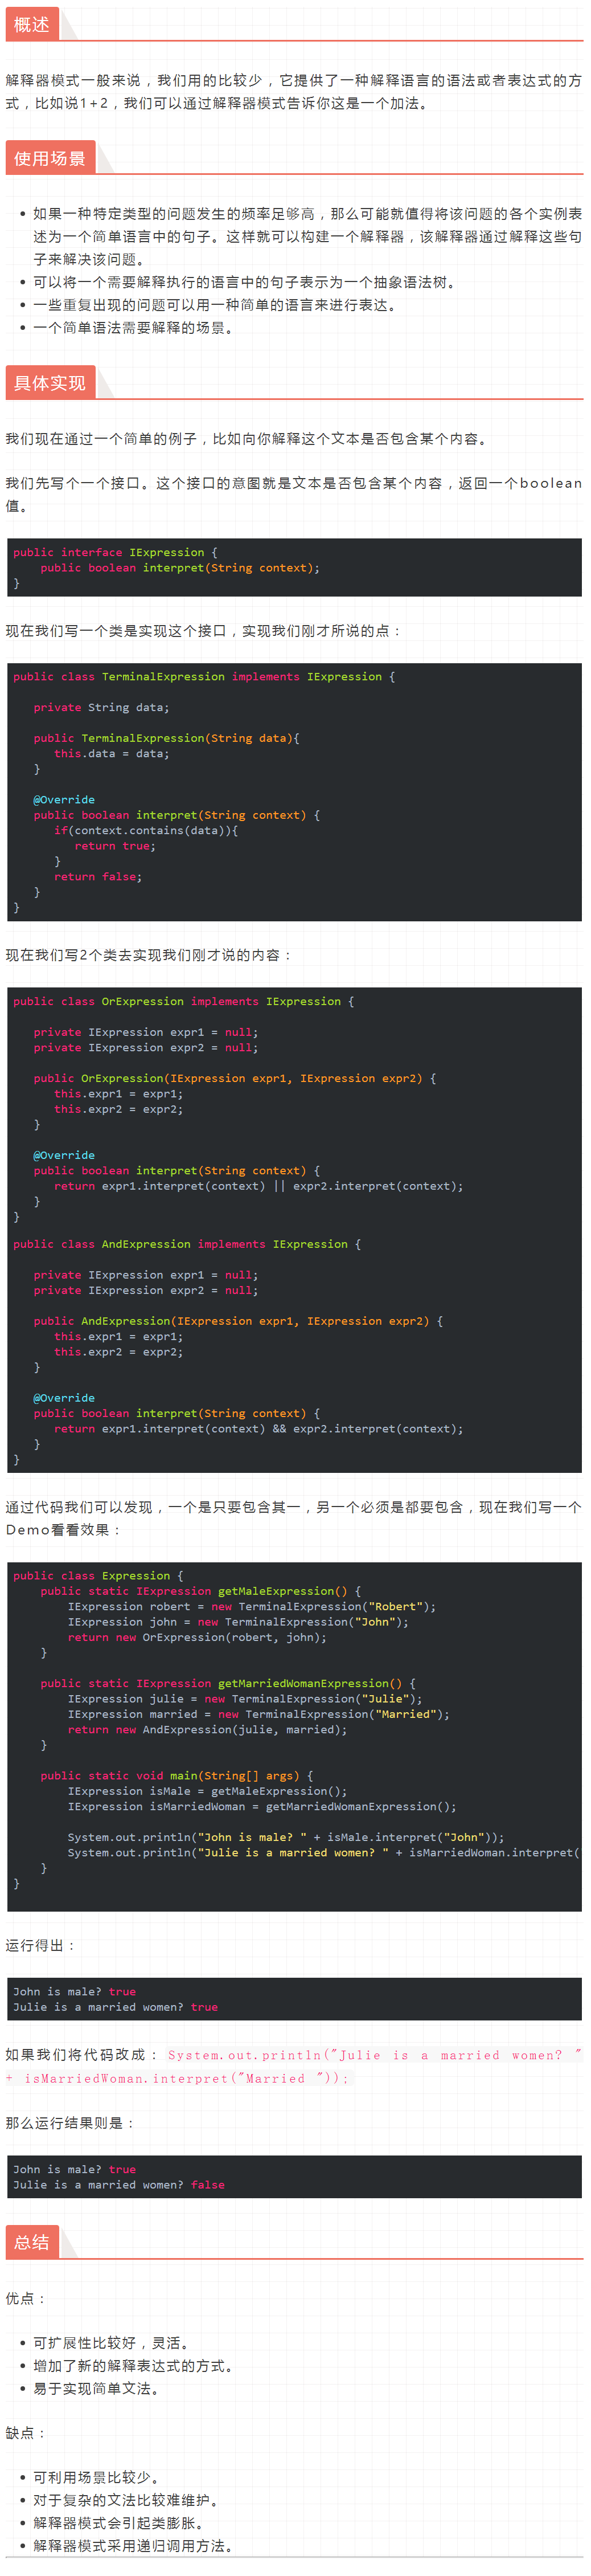 概述
解释器模式一般来说，我们用的比较少，它提供了一种解释语言的语法或者表达式的方
式，比如说1+2，我们可以通过解释器模式告诉你这是一个加法。
使用场景
如果一种特定类型的问题发生的频率足够高，那么可能就值得将该问题的各个实例表
述为一个简单语言中的句子。这样就可以构建一个解释器，该解释器通过解释这些句
子来解决该问题。
可以将一个需要解释执行的语言中的句子表示为一个抽象语法树。
一些重复出现的问题可以用一种简单的语言来进行表达。
一个简单语法需要解释的场景。
具体实现
我们现在通过一个简单的例子，比如向你解释这个文本是否包含某个内容。
我们先写个一个接口。这个接口的意图就是文本是否包含某个内容，返回一个boolean
值。
public interface IExpression {
    public boolean interpret(String context);
}
现在我们写一个类是实现这个接口，实现我们刚才所说的点：
public class TerminalExpression implements IExpression {
   private String data;
   public TerminalExpression(String data){
      this.data = data;
   }
   @Override
   public boolean interpret(String context) {
      if(context.contains(data)){
         return true;
      }
      return false;
   }
}
现在我们写2个类去实现我们刚才说的内容：
public class OrExpression implements IExpression {
   private IExpression expr1 = null;
   private IExpression expr2 = null;
   public OrExpression(IExpression expr1, IExpression expr2) {
      this.expr1 = expr1;
      this.expr2 = expr2;
   }
   @Override
   public boolean interpret(String context) {
      return expr1.interpret(context) || expr2.interpret(context);
   }
}
public class AndExpression implements IExpression {
   private IExpression expr1 = null;
   private IExpression expr2 = null;
   public AndExpression(IExpression expr1, IExpression expr2) {
      this.expr1 = expr1;
      this.expr2 = expr2;
   }
   @Override
   public boolean interpret(String context) {
      return expr1.interpret(context) && expr2.interpret(context);
   }
}
通过代码我们可以发现，一个是只要包含其一，另一个必须是都要包含，现在我们写一个
Demo看看效果：
public class Expression {
    public static IExpression getMaleExpression() {
        IExpression robert = new TerminalExpression("Robert");
        IExpression john = new TerminalExpression("John");
        return new OrExpression(robert, john);
    }
    public static IExpression getMarriedWomanExpression() {
        IExpression julie = new TerminalExpression("Julie");
        IExpression married = new TerminalExpression("Married");
        return new AndExpression(julie, married);
    }
    public static void main(String[] args) {
        IExpression isMale = getMaleExpression();
        IExpression isMarriedWoman = getMarriedWomanExpression();
        System.out.println("John is male? " + isMale.interpret("John"));
        System.out.println("Julie is a married women? " + isMarriedWoman.interpret(
    }
}
运行得出：
John is male? true
Julie is a married women? true
如果我们将代码改成：System.out.println("Julie is a married women? "
+ isMarriedWoman.interpret("Married "));
那么运行结果则是：
John is male? true
Julie is a married women? false
总结
优点：
可扩展性比较好，灵活。
增加了新的解释表达式的方式。
易于实现简单文法。
缺点：
可利用场景比较少。
对于复杂的文法比较难维护。
解释器模式会引起类膨胀。
解释器模式采用递归调用方法。